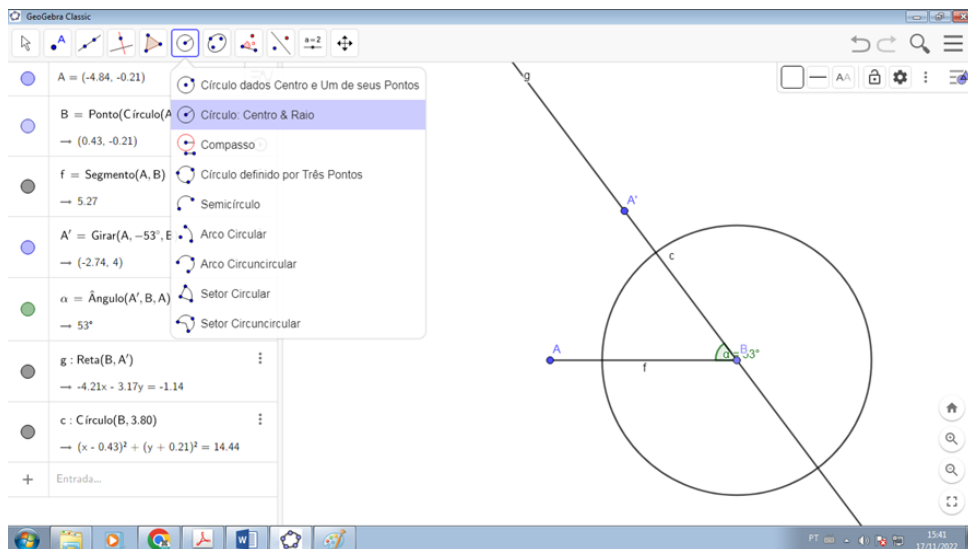 GeoGebra Classic
A
a=2
AA
A = (-4.84, -0.21)
B = Ponto(Círculo(A
→ (0.43, -0.21)
f = Segmento(A, B)
→ 5.27
A′ = Girar(A, −53°, B
→ (-2.74, 4)
α = Ângulo(A′, B, A)
→ 53°
g : Reta(B, A′)
→ -4.21x - 3.17y = -1.14
c : Círculo(B, 3.80)
→ (x - 0.43)² + (y + 0.21)² = 14.44
Entrada...
Círculo dados Centro e Um de seus Pontos
Círculo: Centro & Raio
Compasso
Círculo definido por Três Pontos
Semicírculo
Arco Circular
Arco Circuncircular
Setor Circular
Setor Circuncircular
g
A'
c
A
B
α = 53°
f
PT
15:41
17/11/2022